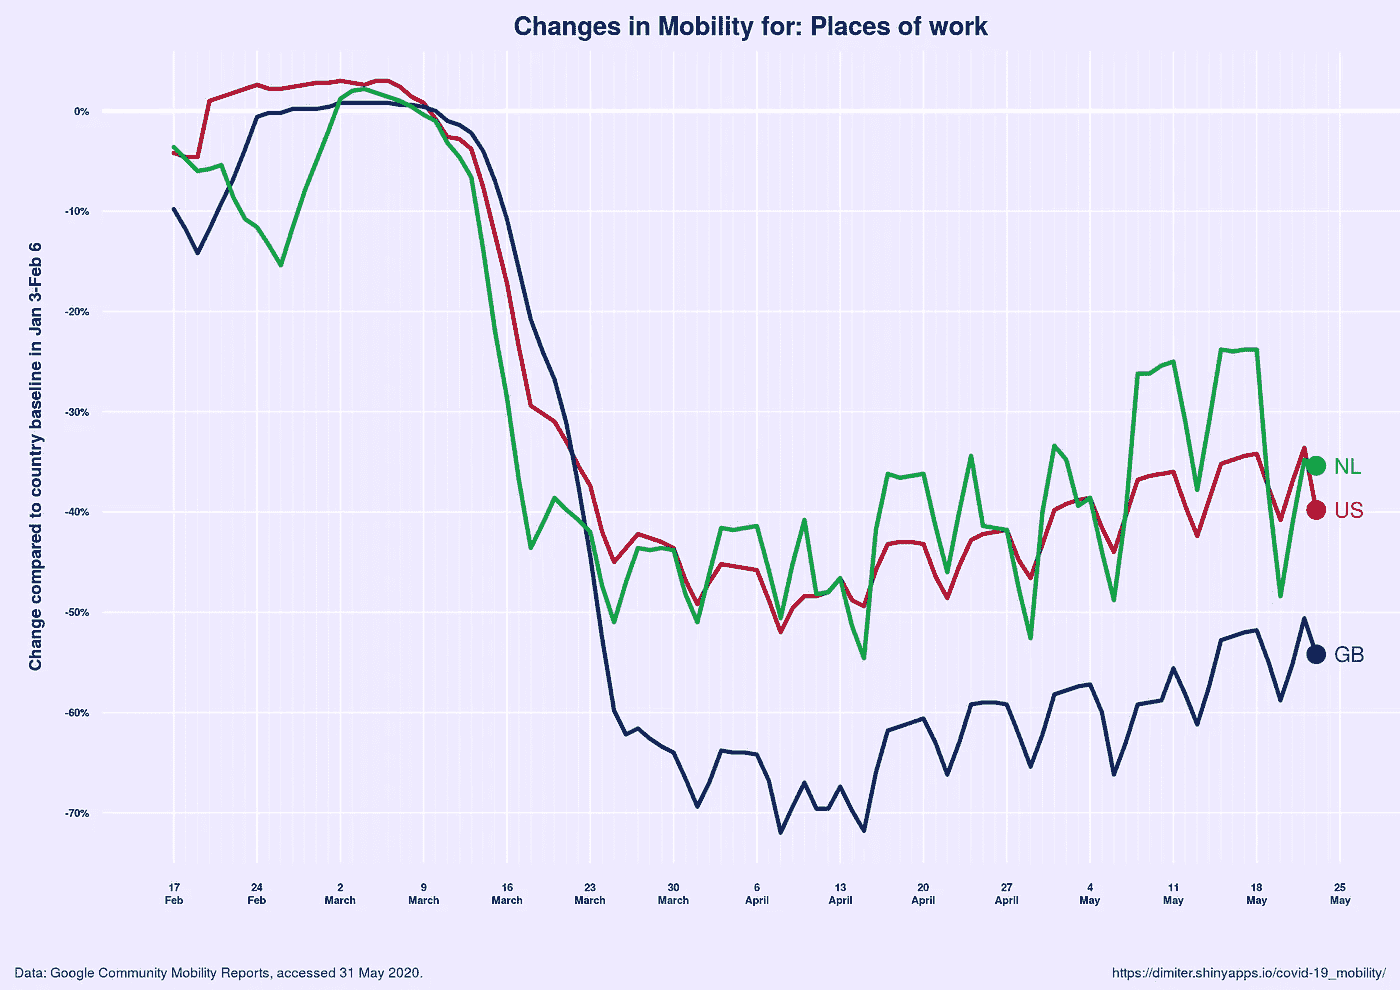 Changes in Mobility for: Places of work
Change compared to country baseline in Jan 3-Feb 6
0%
-10%
-20%
-30%
-40%
-50%
-60%
-70%
NL
US
GB
17 24 2 9 16 23 30 6 13 20 27 4 11 18 25
Feb Feb March March March March March April April April April May May May May
Data: Google Community Mobility Reports, accessed 31 May 2020.
https://dimiter.shinyapps.io/covid-19_mobility/